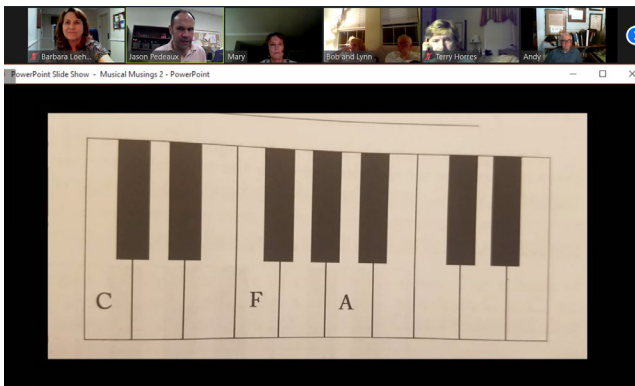 Barbara Loeh...
Jason Pedeaux
Mary
Bob and Lynn
Terry Horres
Andy
PowerPoint Slide Show - Musical Musings 2 - PowerPoint
C F A